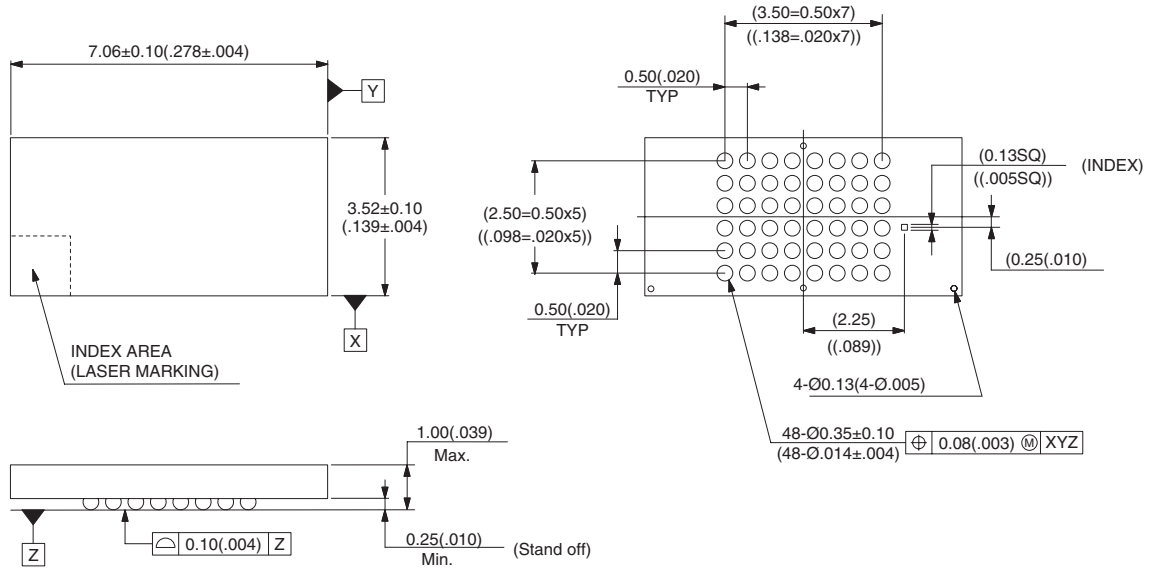 7.06±0.10(.278±.004)
Y
3.52±0.10
(.139±.004)
X
INDEX AREA
(LASER MARKING)
(3.50=0.50x7)
((.138=.020x7))
0.50(.020)
TYP
(2.50=0.50x5)
((.098=.020x5))
0.50(.020)
TYP
(0.13SQ)
((.005SQ))
(INDEX)
(0.25(.010)
(2.25)
((.089))
4-Ø0.13(4-Ø.005)
48-Ø0.35±0.10
(48-Ø.014±.004)
⌖ 0.08(.003) Ⓜ XYZ
1.00(.039)
Max.
Z
⌓ 0.10(.004) Z
0.25(.010)
Min.
(Stand off)